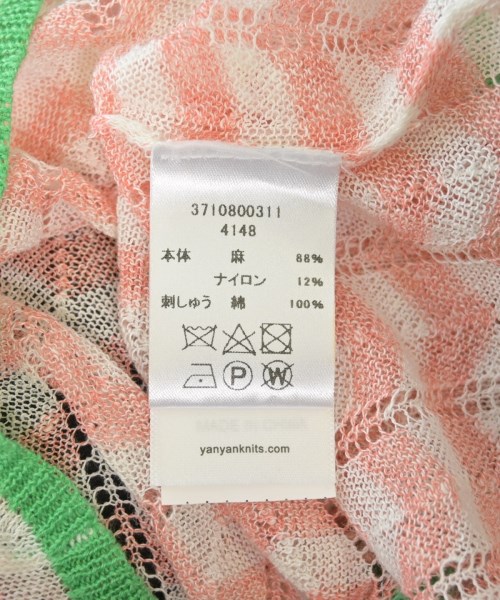 3710800311
4148
本体 麻 88%
ナイロン 12%
刺しゅう 綿 100%
P W
MADE IN CHINA
yanyanknits.com